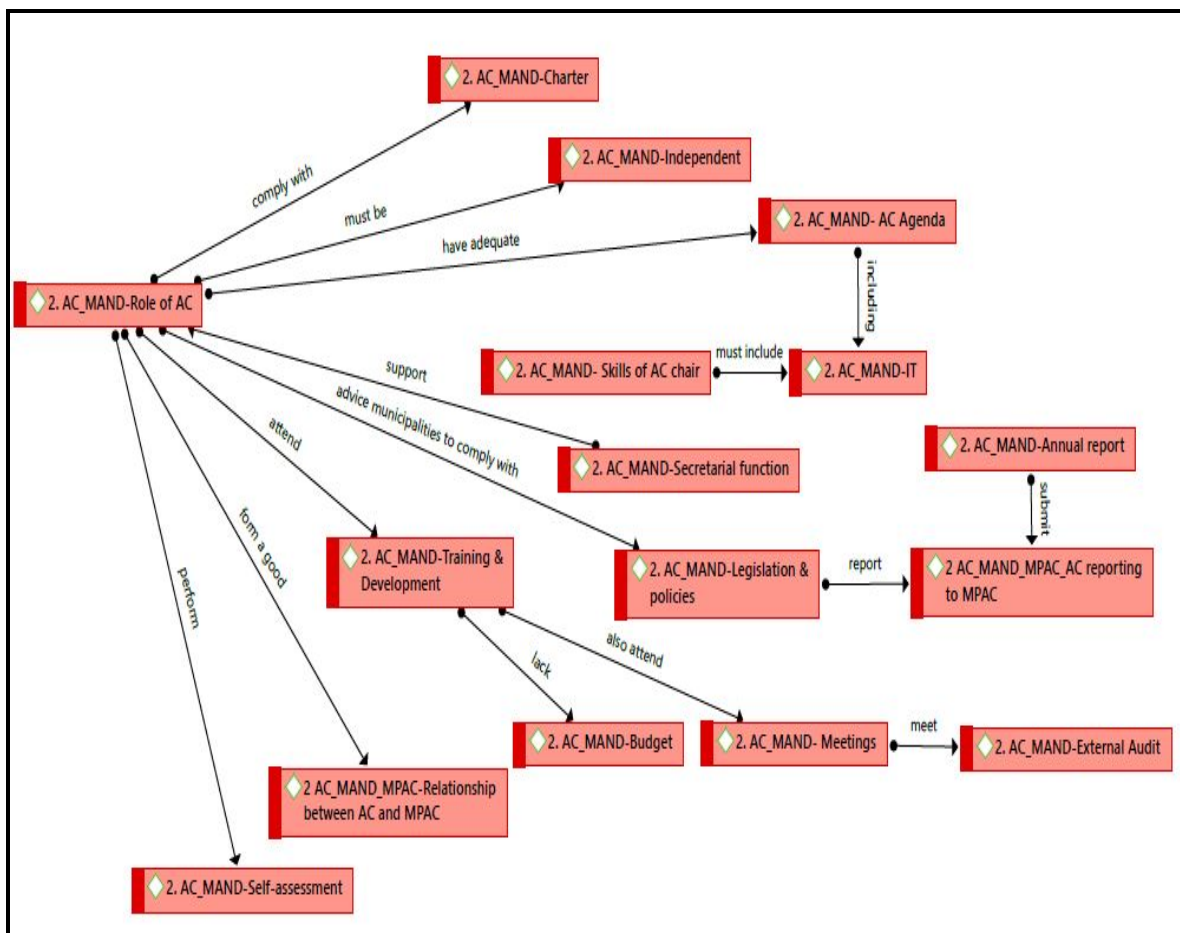 2. AC_MAND-Charter
2. AC_MAND-Independent
comply with
must be
2. AC_MAND- AC Agenda
have adequate
including
2. AC_MAND-Role of AC
2. AC_MAND- Skills of AC chair
must include
2. AC_MAND-IT
support
advice municipalities to comply with
attend
2. AC_MAND-Annual report
2. AC_MAND-Secretarial function
submit
form a good
perform
2. AC_MAND-Training &
Development
2. AC_MAND-Legislation &
policies
report
2 AC_MAND_MPAC_AC reporting
to MPAC
lack
also attend
2. AC_MAND-Budget
2. AC_MAND- Meetings
meet
2. AC_MAND-External Audit
2 AC_MAND_MPAC-Relationship
between AC and MPAC
2. AC_MAND-Self-assessment